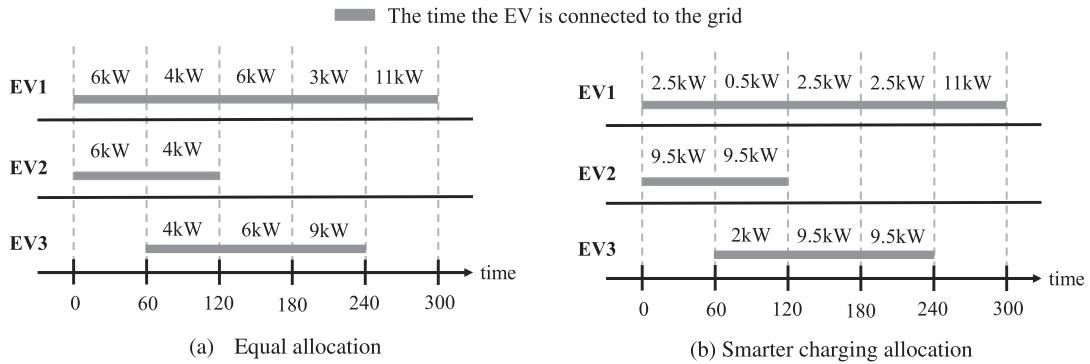 The time the EV is connected to the grid
EV1
6kW 4kW 6kW 3kW 11kW
EV2
6kW 4kW
EV3
4kW 6kW 9kW
time
0 60 120 180 240 300
(a) Equal allocation
EV1
2.5kW 0.5kW 2.5kW 2.5kW 11kW
EV2
9.5kW 9.5kW
EV3
2kW 9.5kW 9.5kW
time
0 60 120 180 240 300
(b) Smarter charging allocation